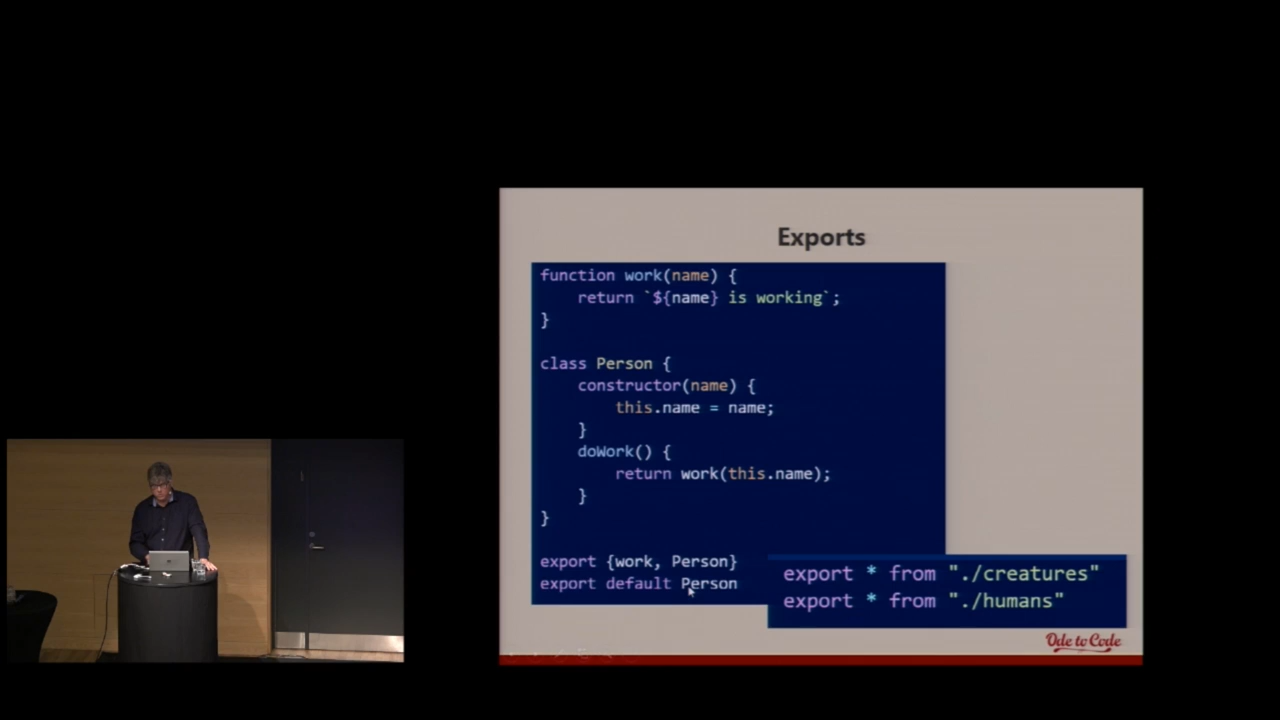 Exports
function work(name) {
return `${name} is working`;
}
class Person {
constructor(name) {
this.name = name;
}
doWork() {
return work(this.name);
}
}
export {work, Person}
export default Person
export * from "./creatures"
export * from "./humans"
Ode to Code